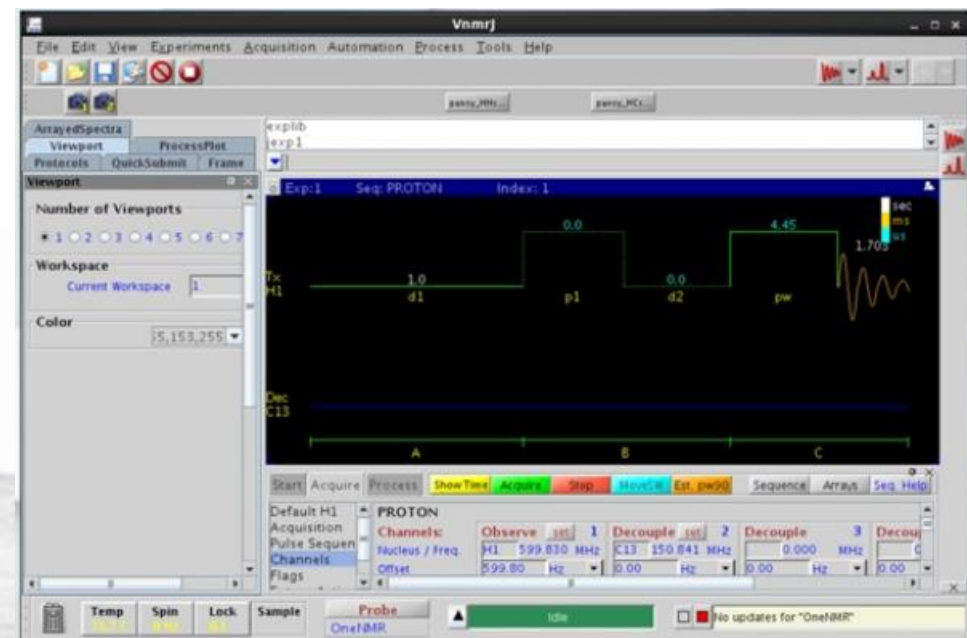 VnmrJ
File Edit View Experiments Acquisition Automation Process Tools Help
ArrayedSpectra
Viewport ProcessPlot
Protocols QuickSubmit Frame
Viewport
Number of Viewports
1 2 3 4 5 6 7
Workspace
Current Workspace 1
Color
55,153,255
explib
jexp1
Exp:1 Seq: PROTON Index: 1
sec
ms
us
0.0 4.45
1.703
Tx
H1
1.0 0.0
d1 p1 d2 pw
Dec
C13
A B C
Start Acquire Process Show Time Acquire Stop MoveSW Est. pw90 Sequence Arrays Seq. Help
Default H1
Acquisition
Pulse Sequen
Channels
Flags
PROTON
Channels: Observe set 1 Decouple set 2 Decouple 3 Decoup
Nucleus / Freq. H1 599.830 MHz C13 150.841 MHz 0.000 MHz
Offset 599.80 Hz 0.00 Hz 0.00 Hz 0.00
Temp Spin Lock Sample Probe
OneNMR
Idle
No updates for "OneNMR"